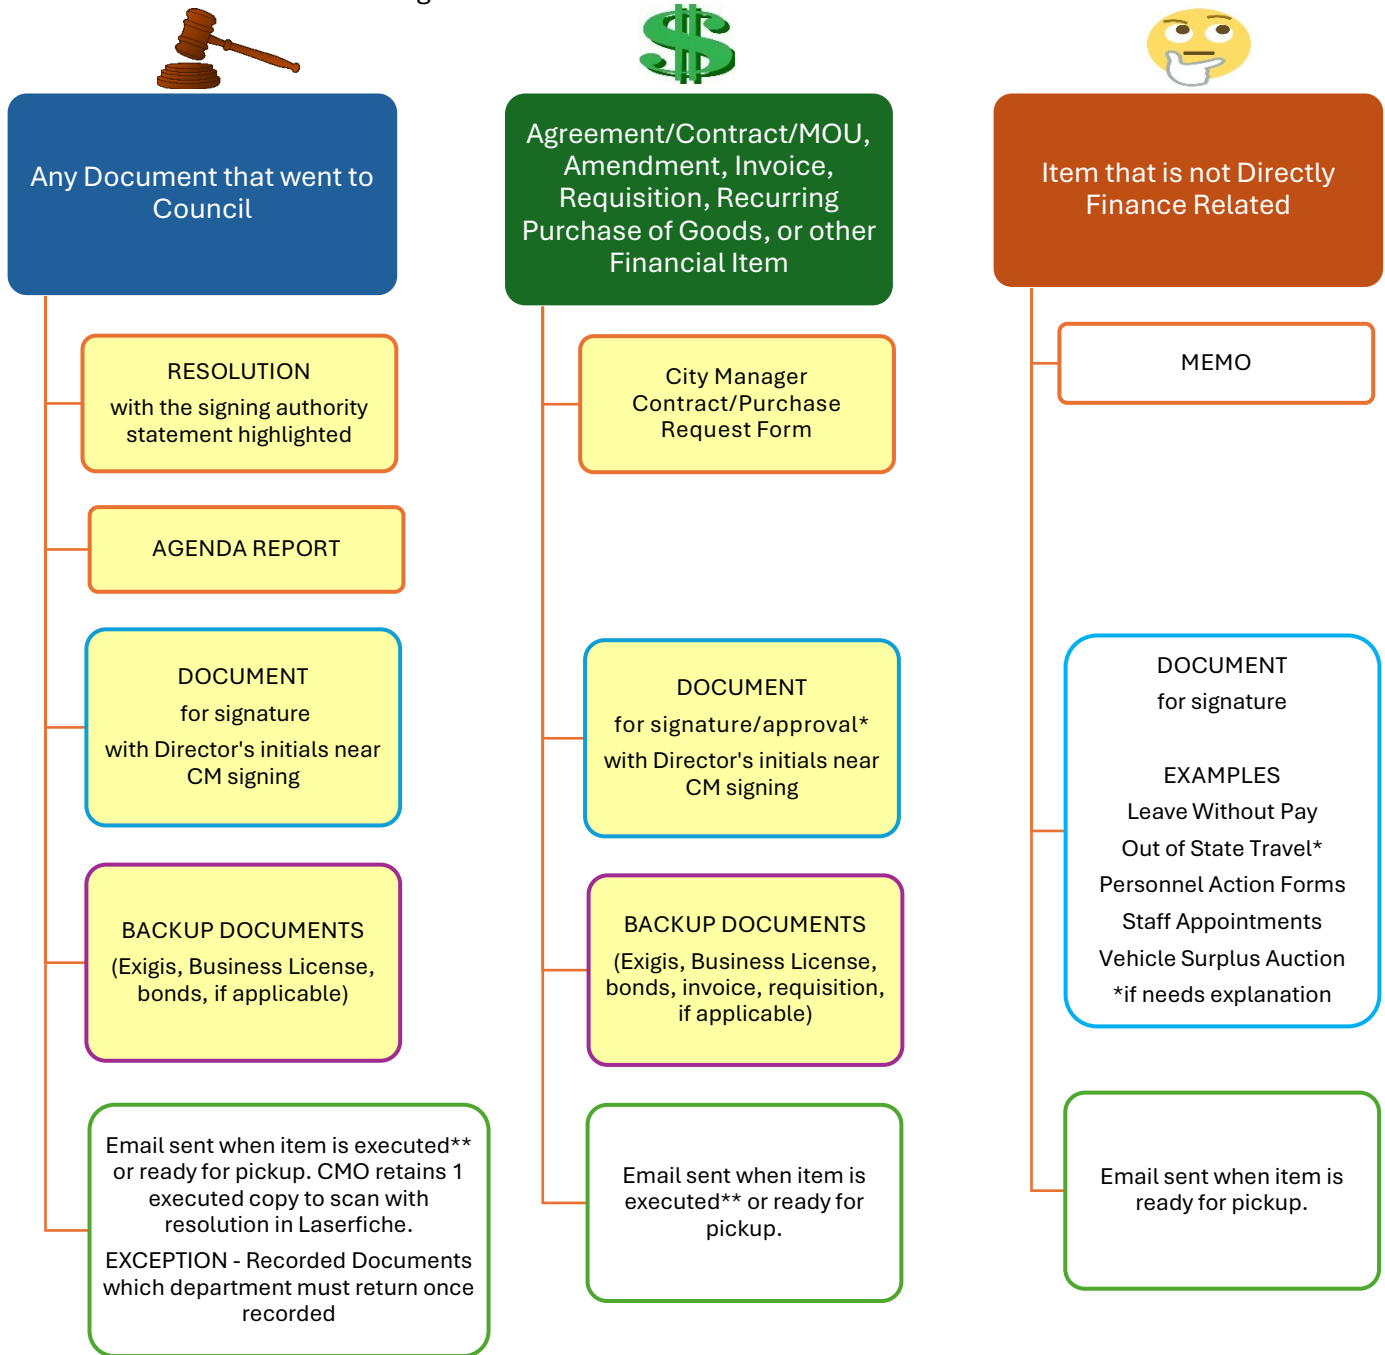 Any Document that went to
Council
RESOLUTION
with the signing authority
statement highlighted
AGENDA REPORT
DOCUMENT
for signature
with Director's initials near
CM signing
BACKUP DOCUMENTS
(Exigis, Business License,
bonds, if applicable)
Email sent when item is executed**
or ready for pickup. CMO retains 1
executed copy to scan with
resolution in Laserfiche.
EXCEPTION - Recorded Documents
which department must return once
recorded
Agreement/Contract/MOU,
Amendment, Invoice,
Requisition, Recurring
Purchase of Goods, or other
Financial Item
City Manager
Contract/Purchase
Request Form
DOCUMENT
for signature/approval*
with Director's initials near
CM signing
BACKUP DOCUMENTS
(Exigis, Business License,
bonds, invoice, requisition,
if applicable)
Email sent when item is
executed** or ready for
pickup.
Item that is not Directly
Finance Related
MEMO
DOCUMENT
for signature
EXAMPLES
Leave Without Pay
Out of State Travel*
Personnel Action Forms
Staff Appointments
Vehicle Surplus Auction
*if needs explanation
Email sent when item is
ready for pickup.